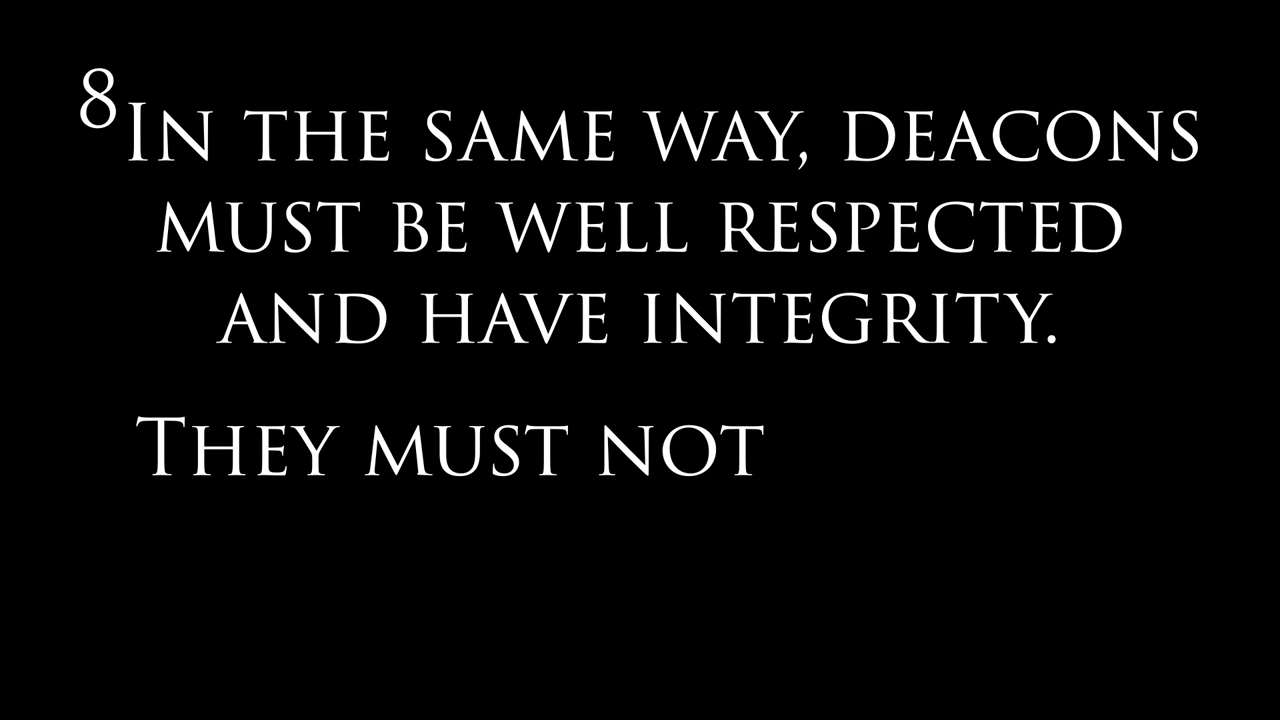 8In the same way, deacons
must be well respected
and have integrity.
They must not